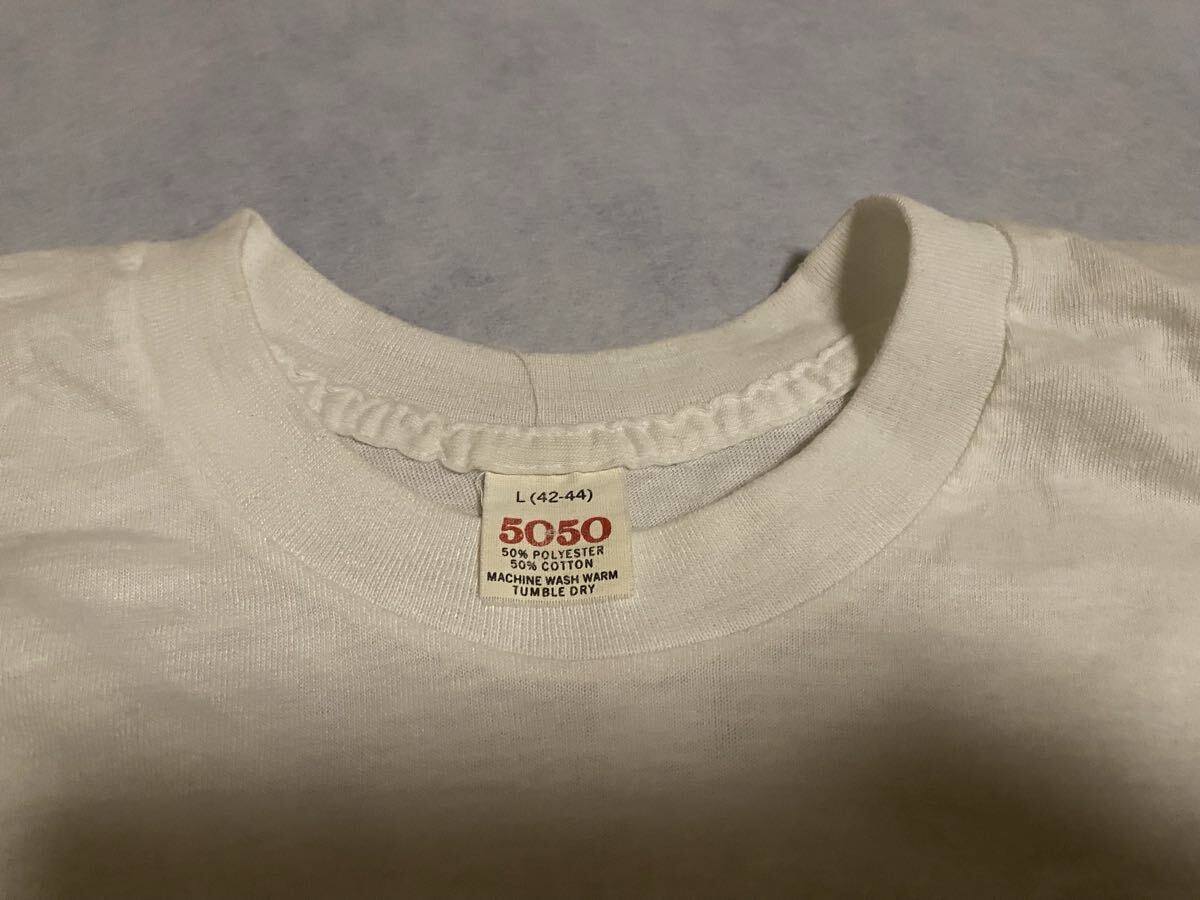 L (42-44)
5050
50% POLYESTER
50% COTTON
MACHINE WASH WARM
TUMBLE DRY